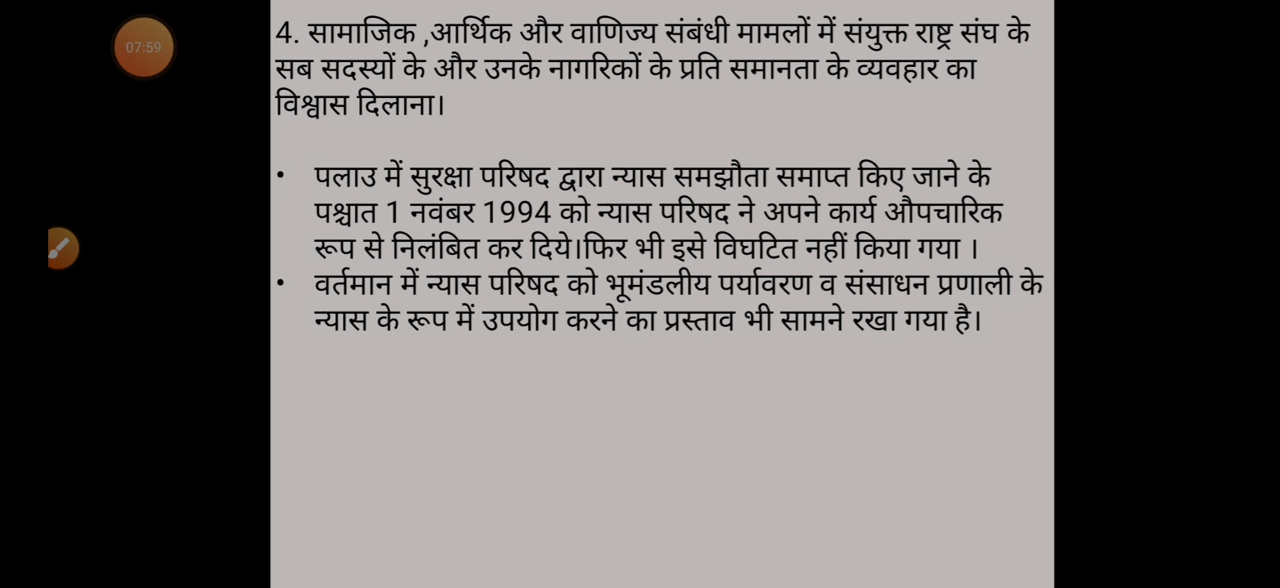 07:59
4. सामाजिक ,आर्थिक और वाणिज्य संबंधी मामलों में संयुक्त राष्ट्र संघ के
सब सदस्यों के और उनके नागरिकों के प्रति समानता के व्यवहार का
विश्वास दिलाना।
• पलाउ में सुरक्षा परिषद द्वारा न्यास समझौता समाप्त किए जाने के
पश्चात 1 नवंबर 1994 को न्यास परिषद ने अपने कार्य औपचारिक
रूप से निलंबित कर दिये।फिर भी इसे विघटित नहीं किया गया ।
• वर्तमान में न्यास परिषद को भूमंडलीय पर्यावरण व संसाधन प्रणाली के
न्यास के रूप में उपयोग करने का प्रस्ताव भी सामने रखा गया है।